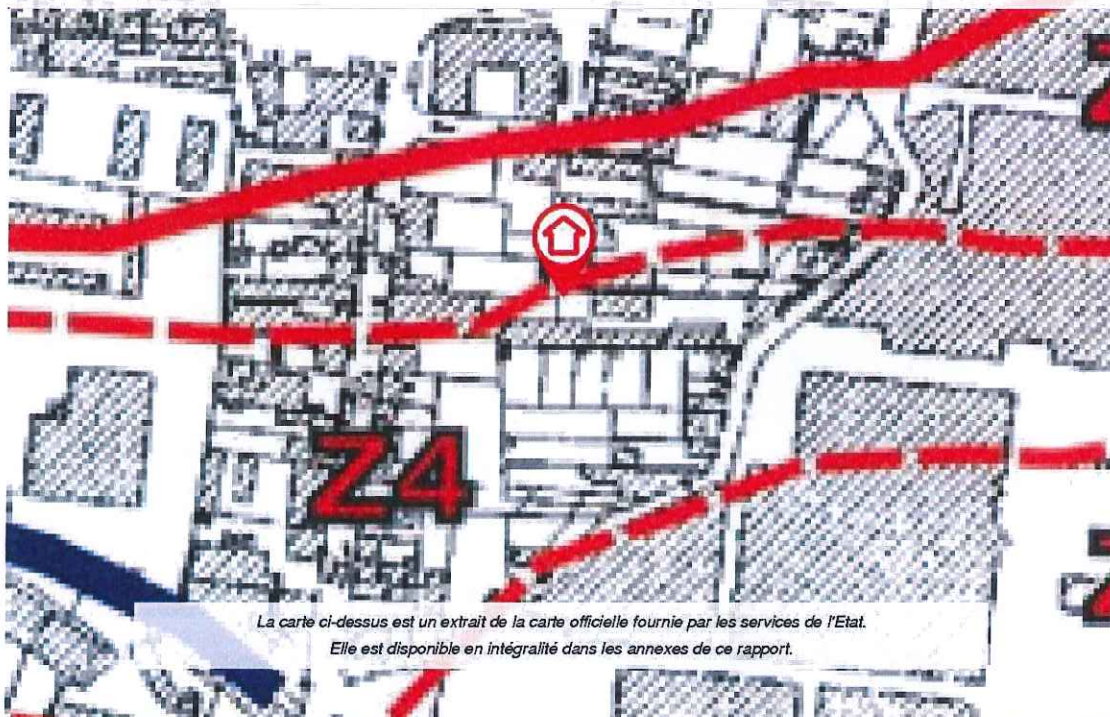 Z4
La carte ci-dessus est un extrait de la carte officielle fournie par les services de l'Etat.
Elle est disponible en intégralité dans les annexes de ce rapport.